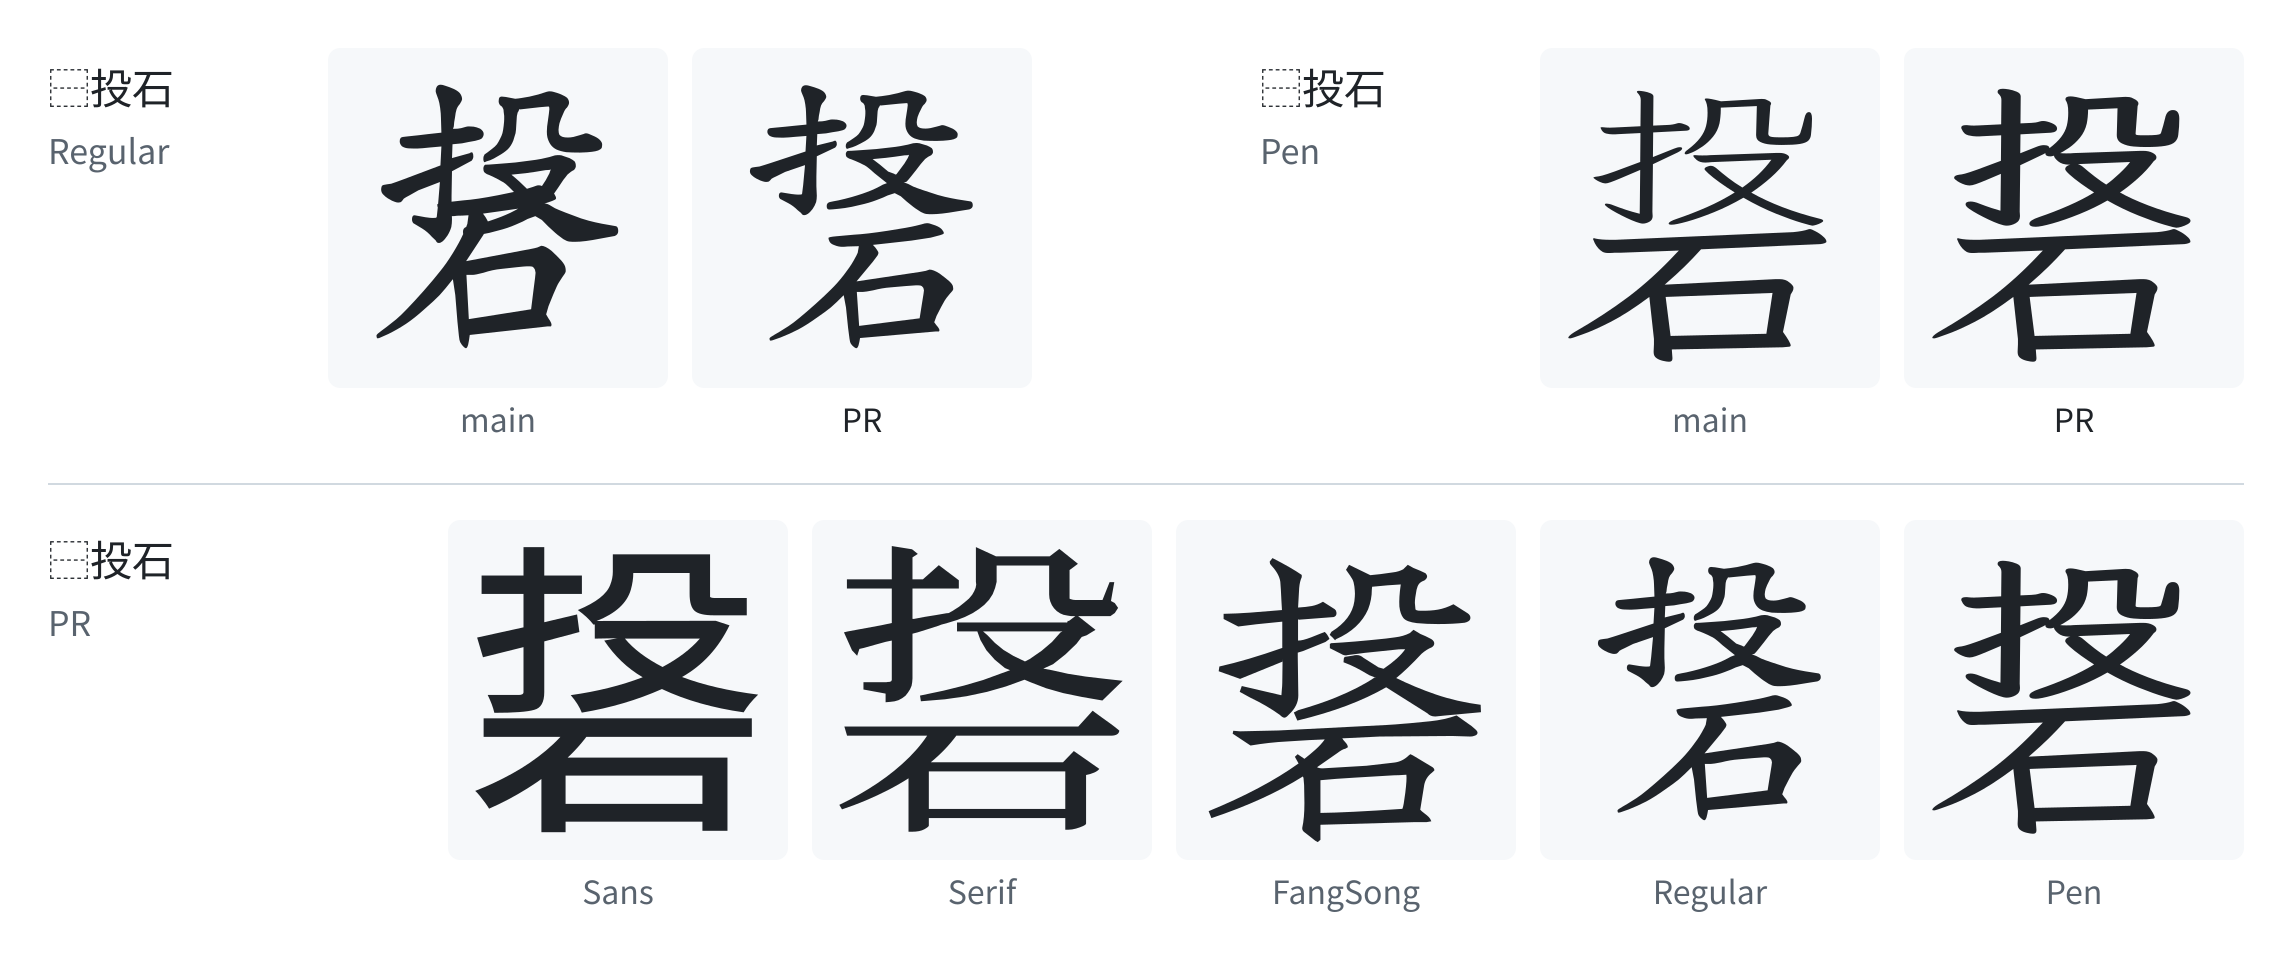 ⿱投石
Regular
main
PR
⿱投石
Pen
main
PR
⿱投石
PR
Sans
Serif
FangSong
Regular
Pen